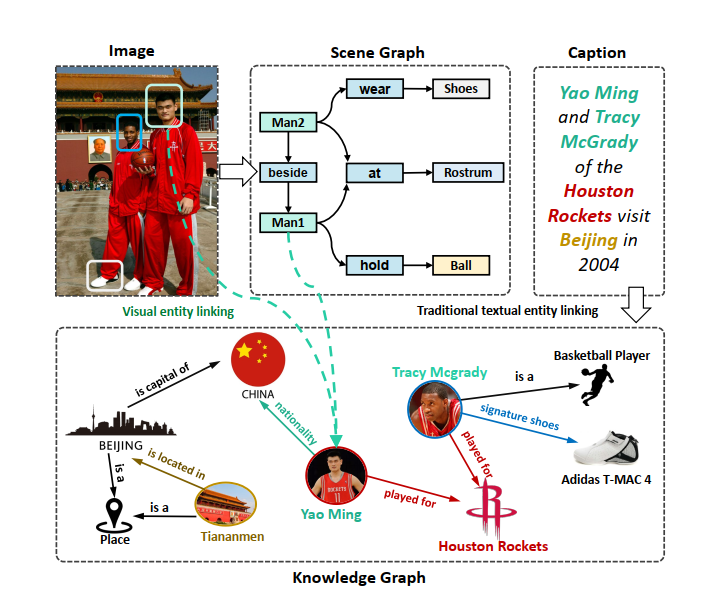 Image
Scene Graph
Caption
wear
Shoes
Man2
beside
at
Rostrum
Man1
hold
Ball
Yao Ming
and Tracy
McGrady
of the
Houston
Rockets visit
Beijing in
2004
Visual entity linking
Traditional textual entity linking
is capital of
CHINA
BEIJING
is a
is located in
is a
Place
Tiananmen
nationality
Yao Ming
played for
Tracy Mcgrady
is a
Basketball Player
signature shoes
Adidas T-MAC 4
played for
Houston Rockets
ROCKETS
11
Knowledge Graph